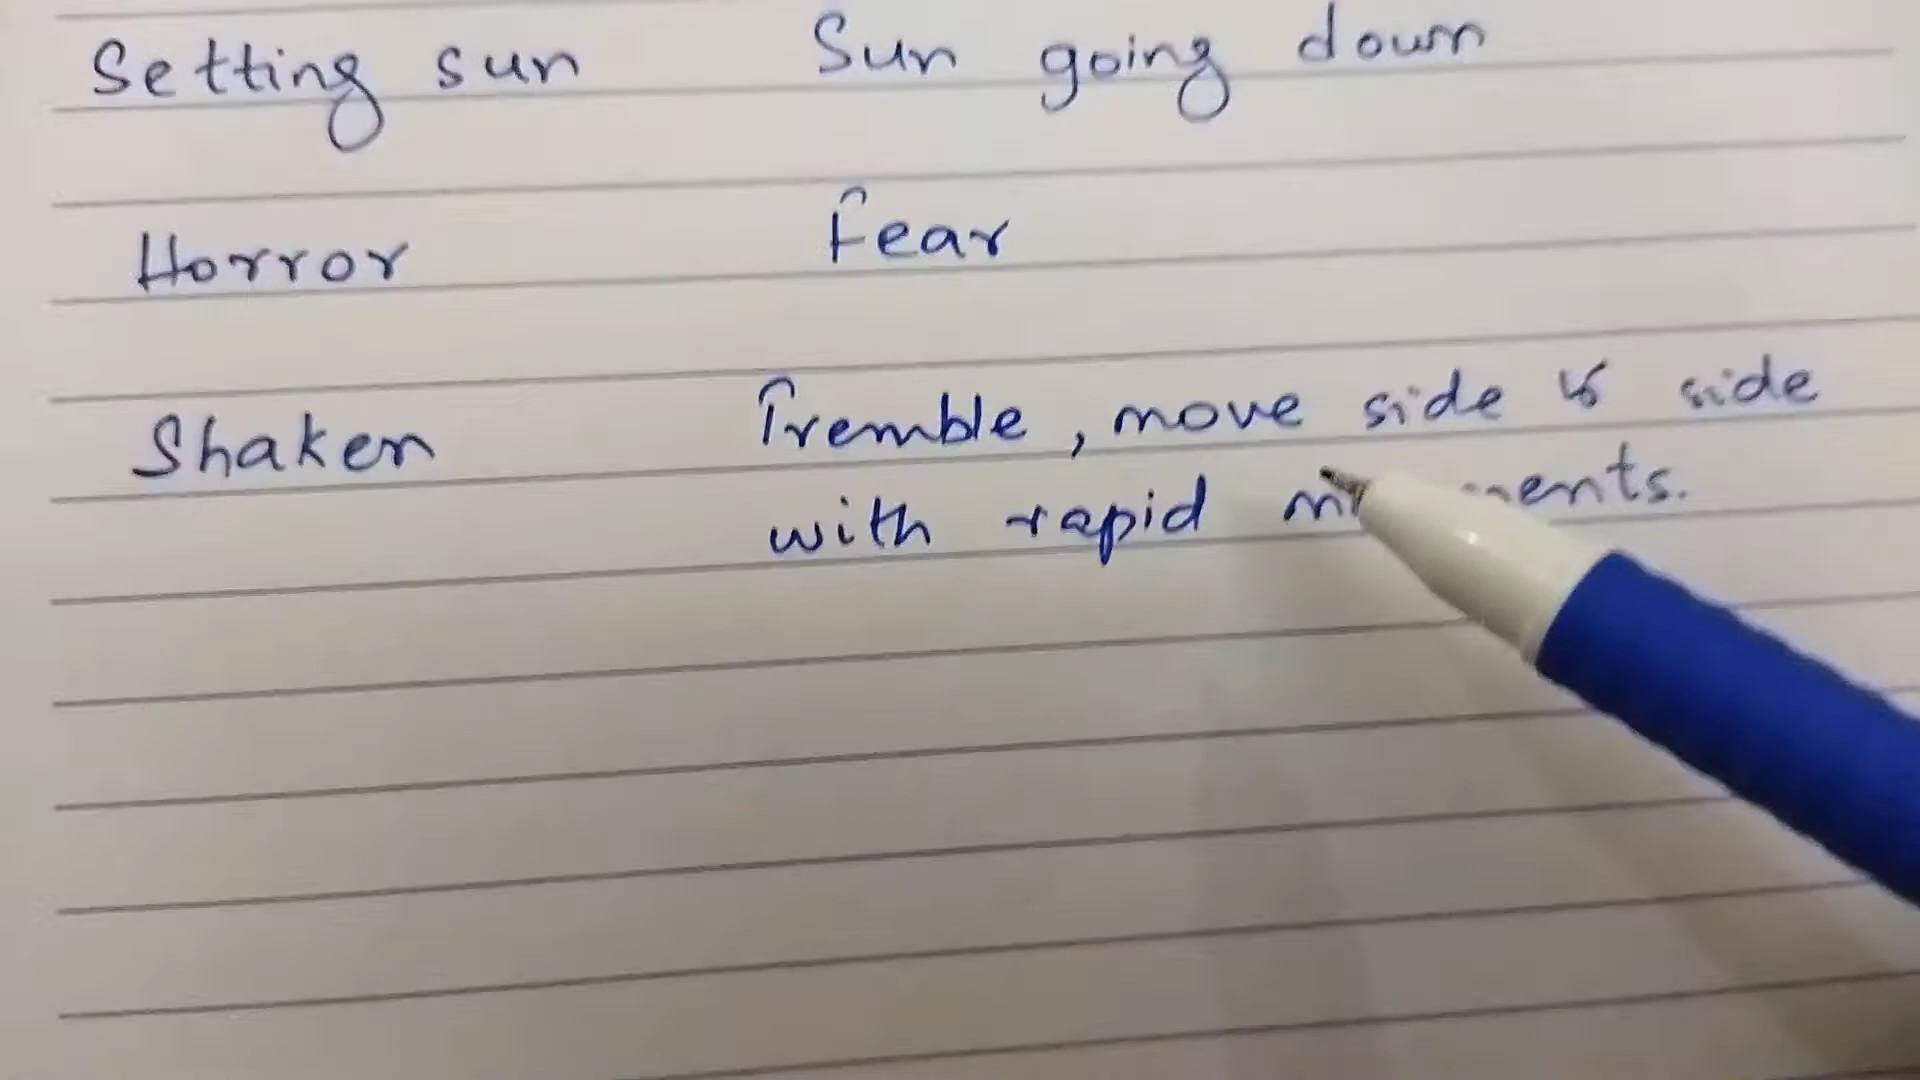 Setting sun Sun going down
Horror Fear
Shaken Tremble, move side to side
with rapid